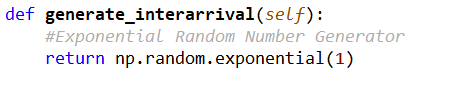 def generate_interarrival(self):
    #Exponential Random Number Generator
    return np.random.exponential(1)